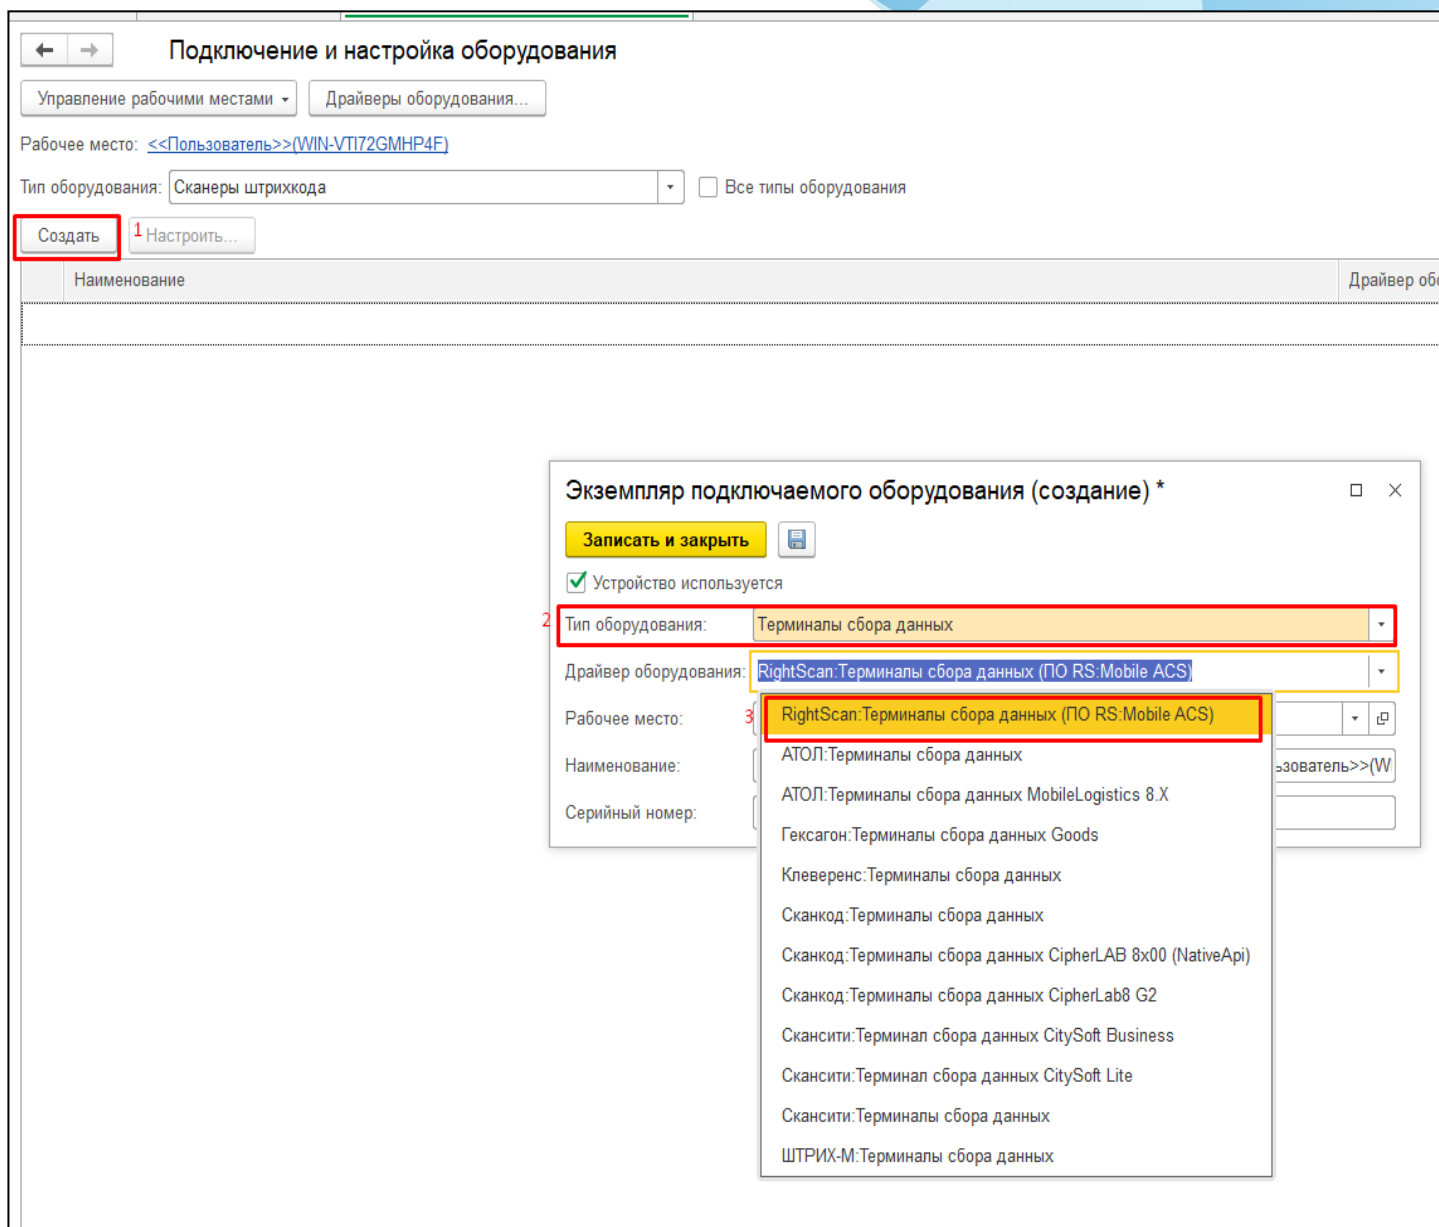 Подключение и настройка оборудования
Управление рабочими местами
Драйверы оборудования...
Рабочее место: <<Пользователь>>(WIN-VTI72GMHP4F)
Тип оборудования: Сканеры штрихкода
Все типы оборудования
Создать
1
Настроить...
Наименование
Драйвер обо
Экземпляр подключаемого оборудования (создание) *
Записать и закрыть
Устройство используется
2
Тип оборудования: Терминалы сбора данных
Драйвер оборудования: RightScan:Терминалы сбора данных (ПО RS:Mobile ACS)
Рабочее место:
3
RightScan:Терминалы сбора данных (ПО RS:Mobile ACS)
АТОЛ:Терминалы сбора данных
Наименование:
ьзователь>>(W
АТОЛ:Терминалы сбора данных MobileLogistics 8.X
Серийный номер:
Гексагон:Терминалы сбора данных Goods
Клеверенс:Терминалы сбора данных
Сканкод:Терминалы сбора данных
Сканкод:Терминалы сбора данных CipherLAB 8x00 (NativeApi)
Сканкод:Терминалы сбора данных CipherLab8 G2
Скансити:Терминал сбора данных CitySoft Business
Скансити:Терминал сбора данных CitySoft Lite
Скансити:Терминалы сбора данных
ШТРИХ-М:Терминалы сбора данных